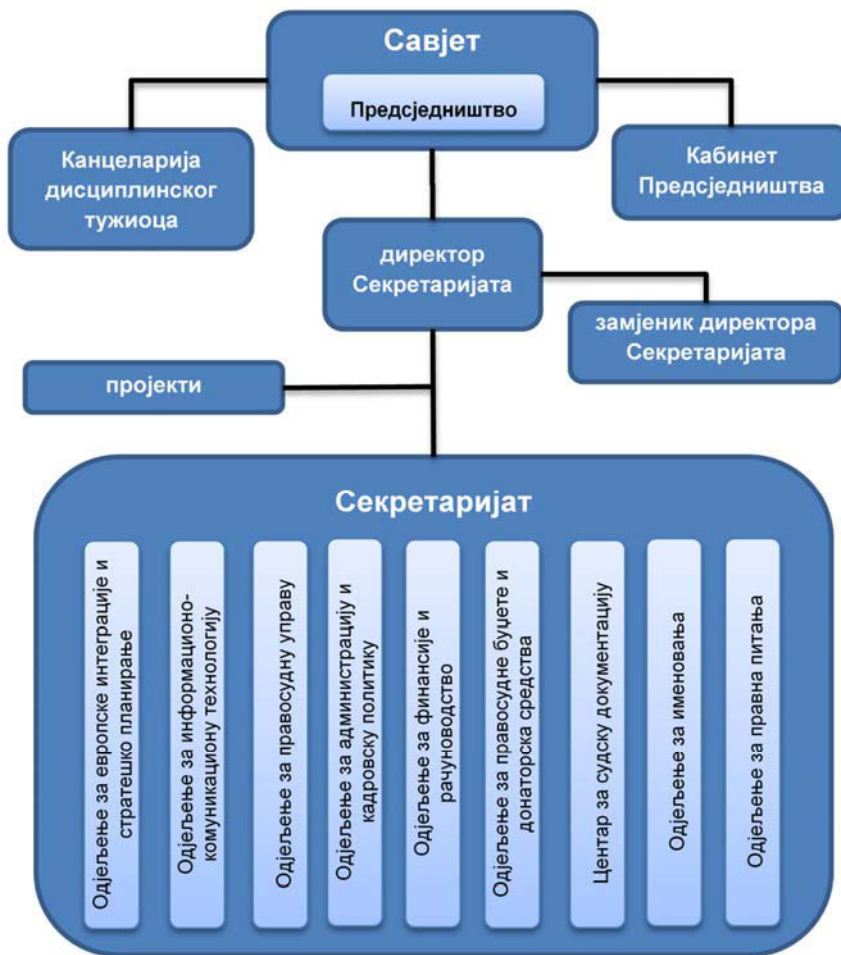 Савјет
Предсједништво
Канцеларија
дисциплинског
тужиоца
Кабинет
Предсједништва
директор
Секретаријата
замјеник директора
Секретаријата
пројекти
Секретаријат
Одјељење за европске интеграције и
стратешко планирање
Одјељење за информационо-
комуникациону технологију
Одјељење за правосудну управу
Одјељење за администрацију и
кадровску политику
Одјељење за финансије и
рачуноводство
Одјељење за правосудне буџете и
донаторска средства
Центар за судску документацију
Одјељење за именовања
Одјељење за правна питања